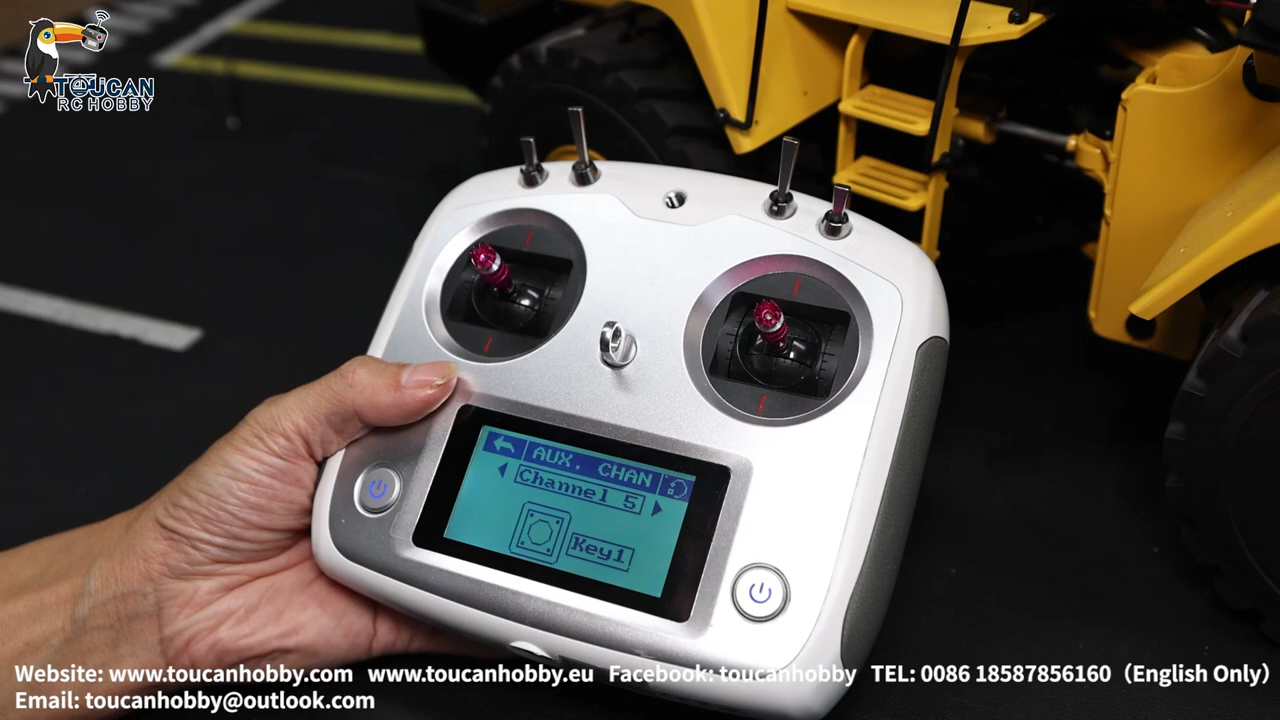 TOUCAN
RC HOBBY
AUX. CHAN
Channel 5
Key1
Website: www.toucanhobby.com www.toucanhobby.eu Facebook: toucanhobby TEL: 0086 18587856160（English Only）
Email: toucanhobby@outlook.com